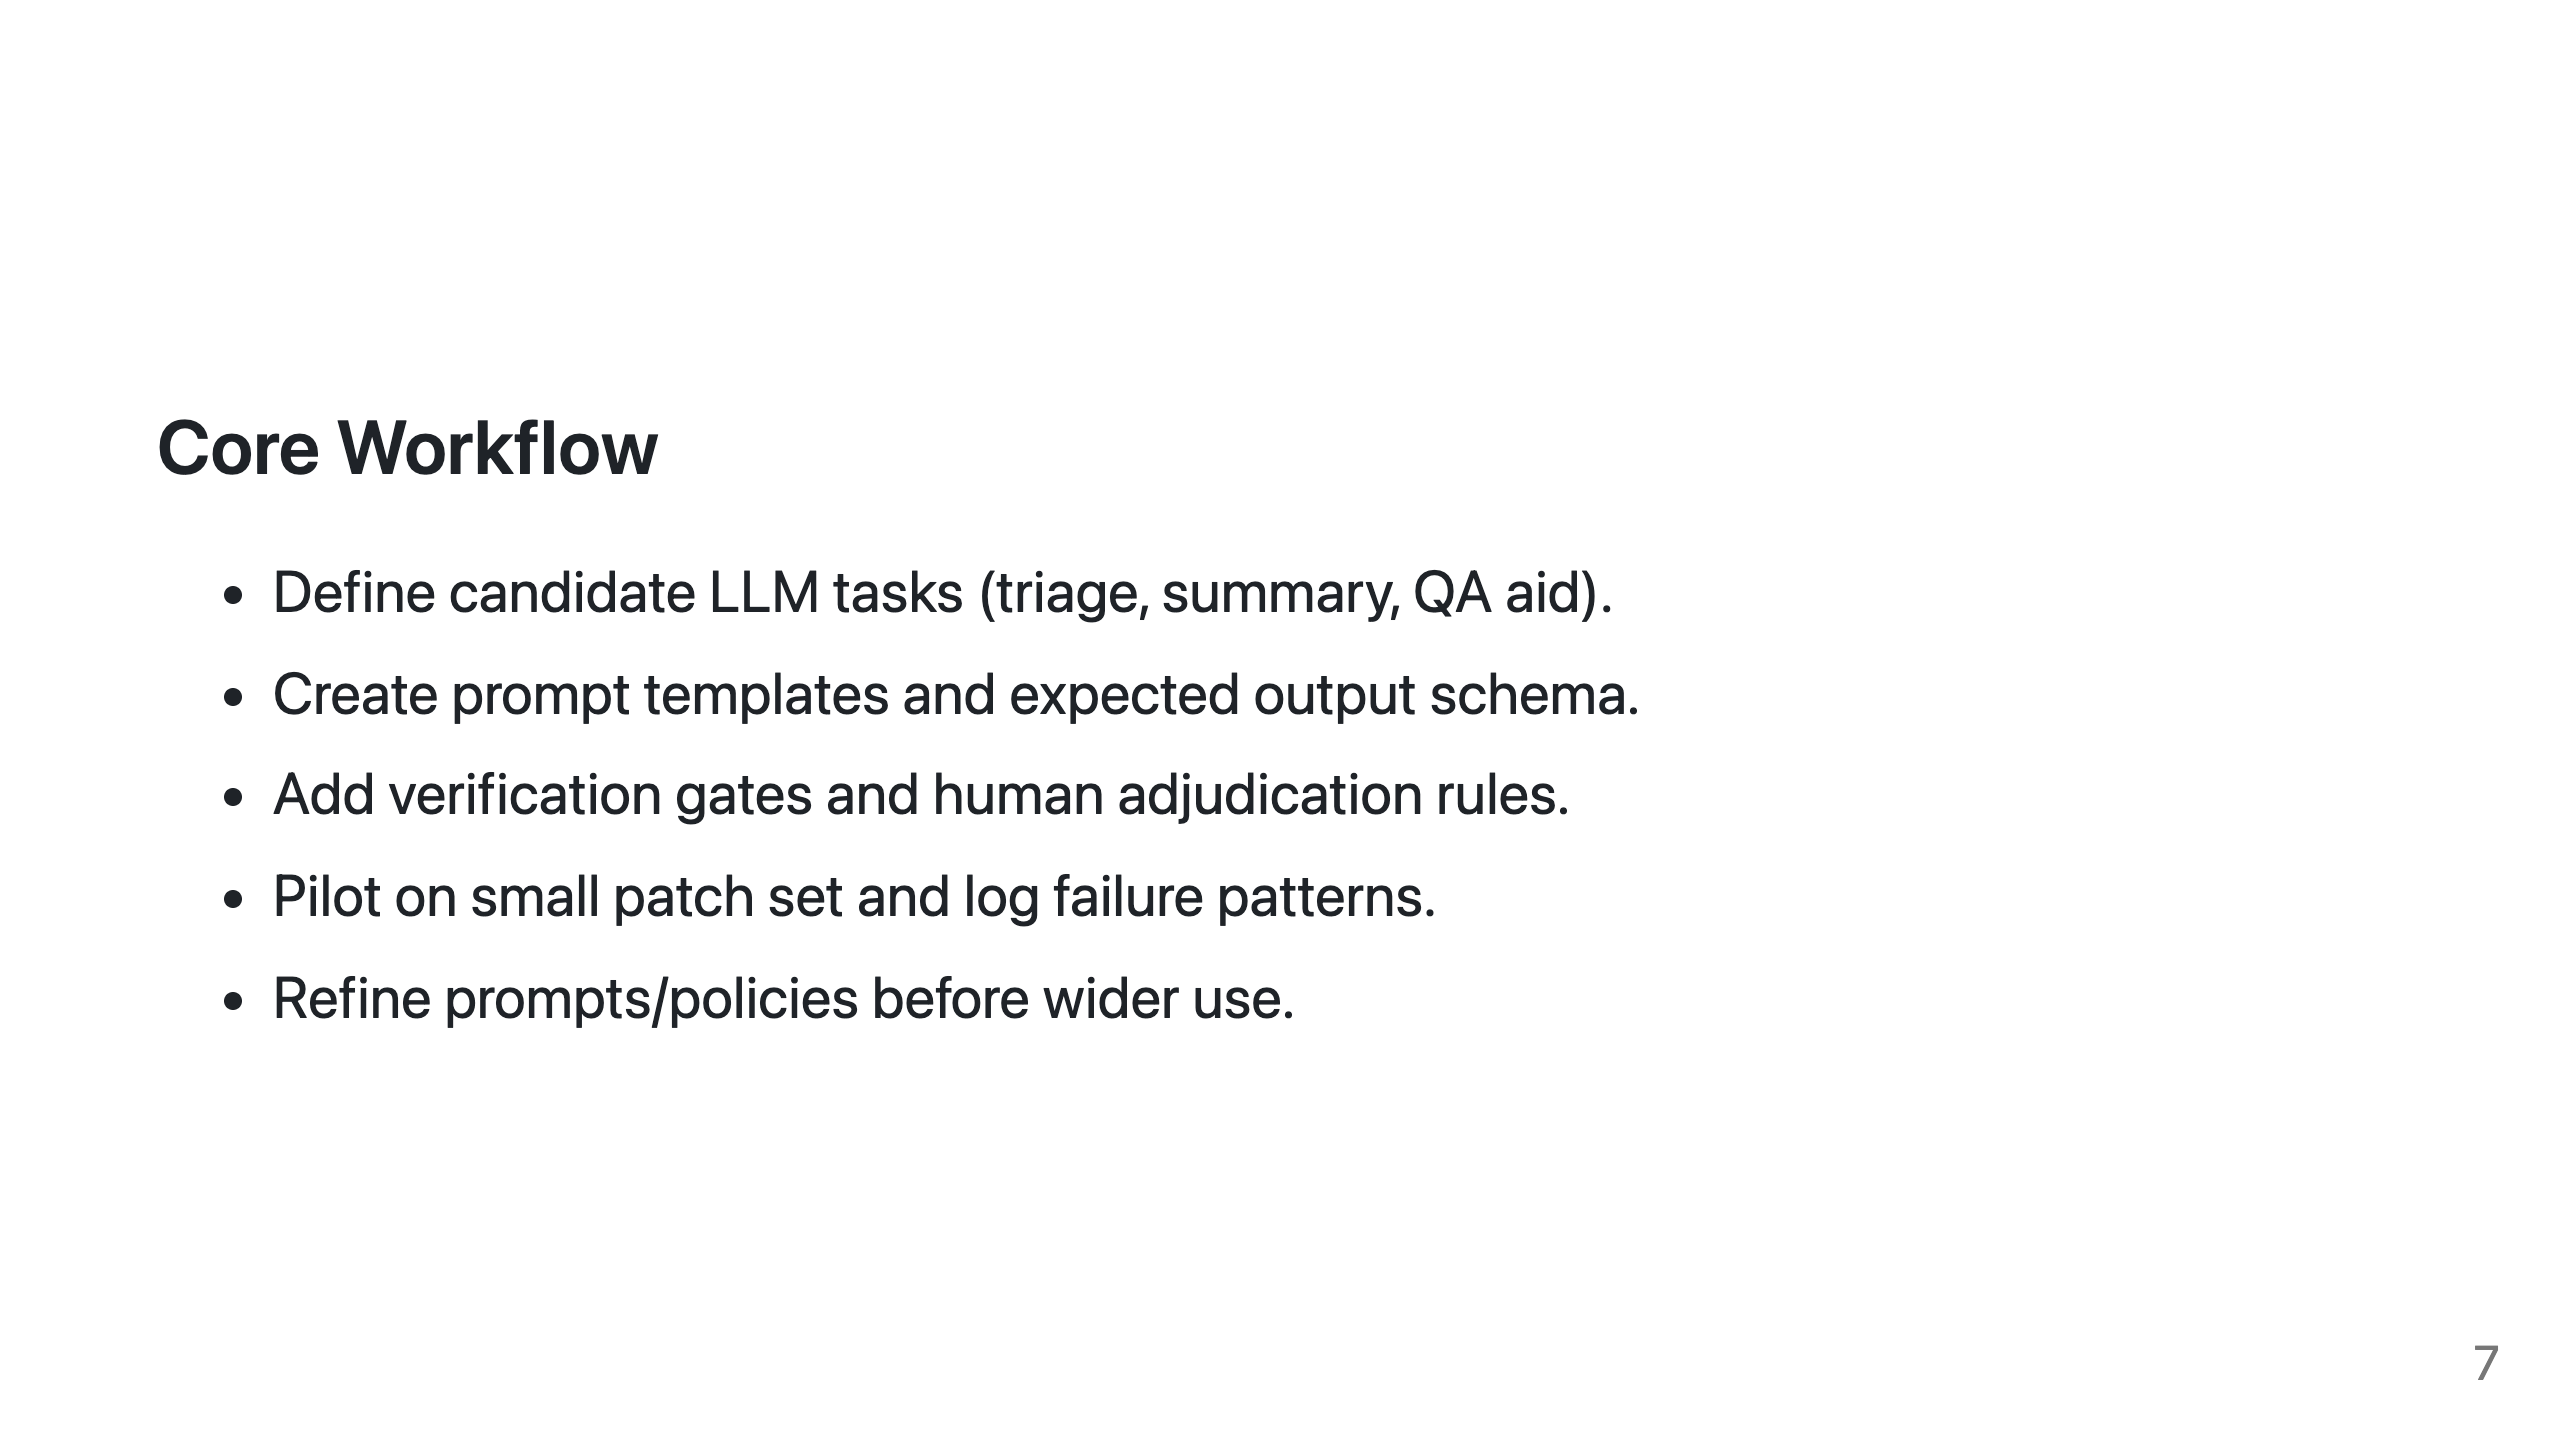 Core Workflow
• Define candidate LLM tasks (triage, summary, QA aid).
• Create prompt templates and expected output schema.
• Add verification gates and human adjudication rules.
• Pilot on small patch set and log failure patterns.
• Refine prompts/policies before wider use.
7